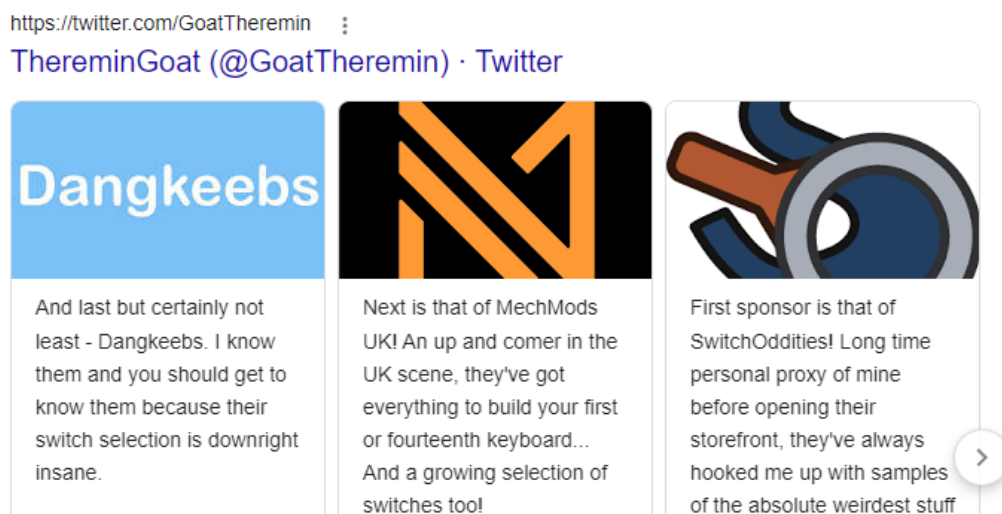 https://twitter.com/GoatTheremin
ThereminGoat (@GoatTheremin) · Twitter
Dangkeebs
And last but certainly not
least - Dangkeebs. I know
them and you should get to
know them because their
switch selection is downright
insane.
Next is that of MechMods
UK! An up and comer in the
UK scene, they've got
everything to build your first
or fourteenth keyboard...
And a growing selection of
switches too!
First sponsor is that of
SwitchOddities! Long time
personal proxy of mine
before opening their
storefront, they've always
hooked me up with samples
of the absolute weirdest stuff